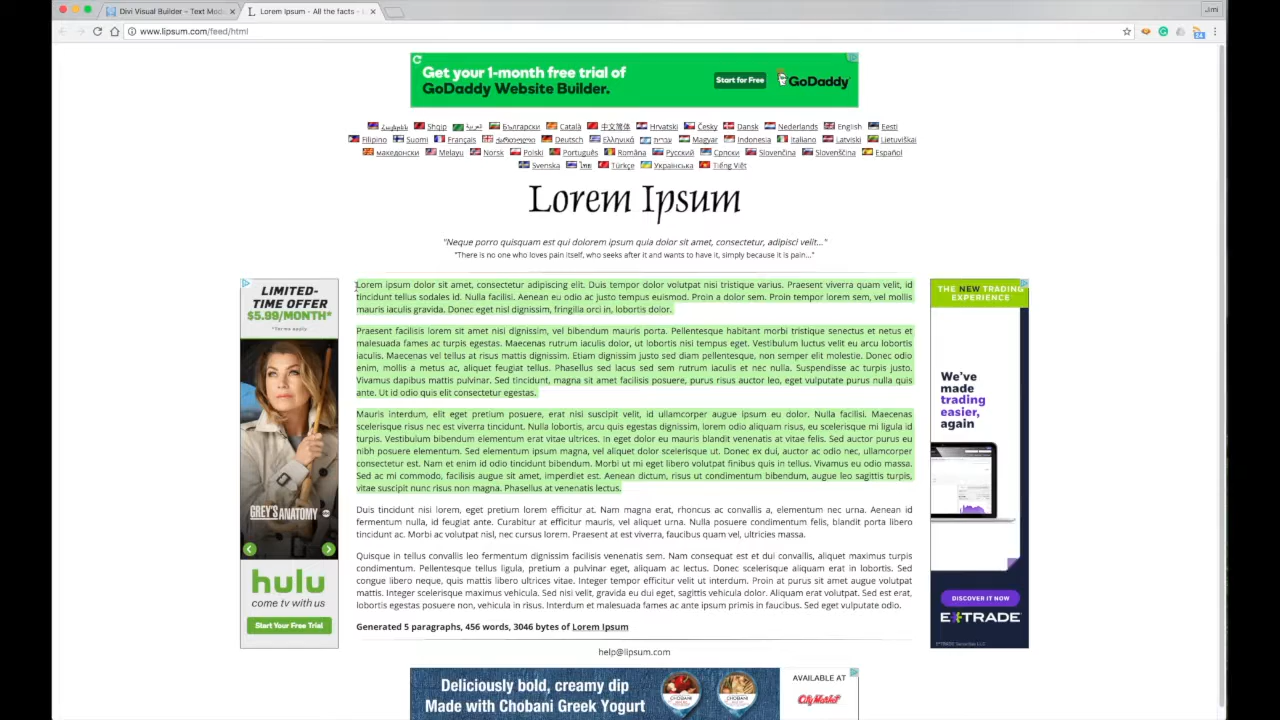 Divi Visual Builder – Text Mod
Lorem Ipsum - All the facts -
Jimi
www.lipsum.com/feed/html
Get your 1-month free trial of
GoDaddy Website Builder.
Start for Free
GoDaddy
Shqip Български Català 中文简体 Hrvatski Česky Dansk Nederlands English Eesti
Filipino Suomi Français ქართული Deutsch Ελληνικά עברית Magyar Indonesia Italiano Latviski Lietuviškai
македонски Melayu Norsk Polski Português Româna Pyccкий Српски Slovenčina Slovenščina Español
Svenska ไทย Türkçe Українська Tiếng Việt
Lorem Ipsum
"Neque porro quisquam est qui dolorem ipsum quia dolor sit amet, consectetur, adipisci velit..."
"There is no one who loves pain itself, who seeks after it and wants to have it, simply because it is pain..."
LIMITED-
TIME OFFER
$5.99/MONTH*
*Terms apply
GREY'S ANATOMY
hulu
come tv with us
Start Your Free Trial
Lorem ipsum dolor sit amet, consectetur adipiscing elit. Duis tempor dolor volutpat nisi tristique varius. Praesent viverra quam velit, id
tincidunt tellus sodales id. Nulla facilisi. Aenean eu odio ac justo tempus euismod. Proin a dolor sem. Proin tempor lorem sem, vel mollis
mauris iaculis gravida. Donec eget nisl dignissim, fringilla orci in, lobortis dolor.
Praesent facilisis lorem sit amet nisl dignissim, vel bibendum mauris porta. Pellentesque habitant morbi tristique senectus et netus et
malesuada fames ac turpis egestas. Maecenas rutrum iaculis dolor, ut lobortis nisi tempus eget. Vestibulum luctus velit eu arcu lobortis
iaculis. Maecenas vel tellus at risus mattis dignissim. Etiam dignissim justo sed diam pellentesque, non semper elit molestie. Donec odio
enim, mollis a metus ac, aliquet feugiat tellus. Phasellus sed lacus sed sem rutrum iaculis et nec nulla. Suspendisse ac turpis justo.
Vivamus dapibus mattis pulvinar. Sed tincidunt, magna sit amet facilisis posuere, purus risus auctor leo, eget vulputate purus nulla quis
ante. Ut id odio quis elit consectetur egestas.
Mauris interdum, elit eget pretium posuere, erat nisi suscipit velit, id ullamcorper augue ipsum eu dolor. Nulla facilisi. Maecenas
scelerisque risus nec est viverra tincidunt. Nulla lobortis, arcu quis egestas dignissim, lorem odio aliquam risus, eu scelerisque mi ligula id
turpis. Vestibulum bibendum elementum erat vitae ultrices. In eget dolor eu mauris blandit venenatis at vitae felis. Sed auctor purus eu
nibh posuere elementum. Sed elementum ipsum magna, vel aliquet dolor scelerisque ut. Donec ex dui, auctor ac odio nec, ullamcorper
consectetur est. Nam et enim id odio tincidunt bibendum. Morbi ut mi eget libero volutpat finibus quis in tellus. Vivamus eu odio massa.
Sed ac mi commodo, facilisis augue sit amet, imperdiet est. Aenean dictum, risus ut condimentum bibendum, augue leo sagittis turpis,
vitae suscipit nunc risus non magna. Phasellus at venenatis lectus.
Duis tincidunt nisi lorem, eget pretium lorem efficitur at. Nam magna erat, rhoncus ac convallis a, elementum nec urna. Aenean id
fermentum nulla, id feugiat ante. Curabitur at efficitur mauris, vel aliquet urna. Nulla posuere condimentum felis, blandit porta libero
tincidunt ac. Morbi ac volutpat nisl, nec cursus lorem. Praesent at est viverra, faucibus quam vel, ultricies massa.
Quisque in tellus convallis leo fermentum dignissim facilisis venenatis sem. Nam consequat est et dui convallis, aliquet maximus turpis
condimentum. Pellentesque tellus ligula, pretium a pulvinar eget, aliquam ac lectus. Donec scelerisque aliquam erat in lobortis. Sed
congue libero neque, quis mattis libero ultrices vitae. Integer tempor efficitur velit ut interdum. Proin at purus sit amet quam volutpat
mattis. Integer scelerisque maximus vehicula. Sed nisi velit, gravida eu dui eget, sagittis vehicula dolor. Aliquam erat volutpat. Sed est erat,
lobortis egestas posuere non, vehicula in risus. Interdum et malesuada fames ac ante ipsum primis in faucibus. Sed eget vulputate odio.
Generated 5 paragraphs, 456 words, 3046 bytes of Lorem Ipsum
help@lipsum.com
THE NEW TRADING
EXPERIENCE
We've
made
trading
easier,
again
DISCOVER IT NOW
E*TRADE
Deliciously bold, creamy dip
Made with Chobani Greek Yogurt
CHOBANI
CHOBANI
AVAILABLE AT
City Market